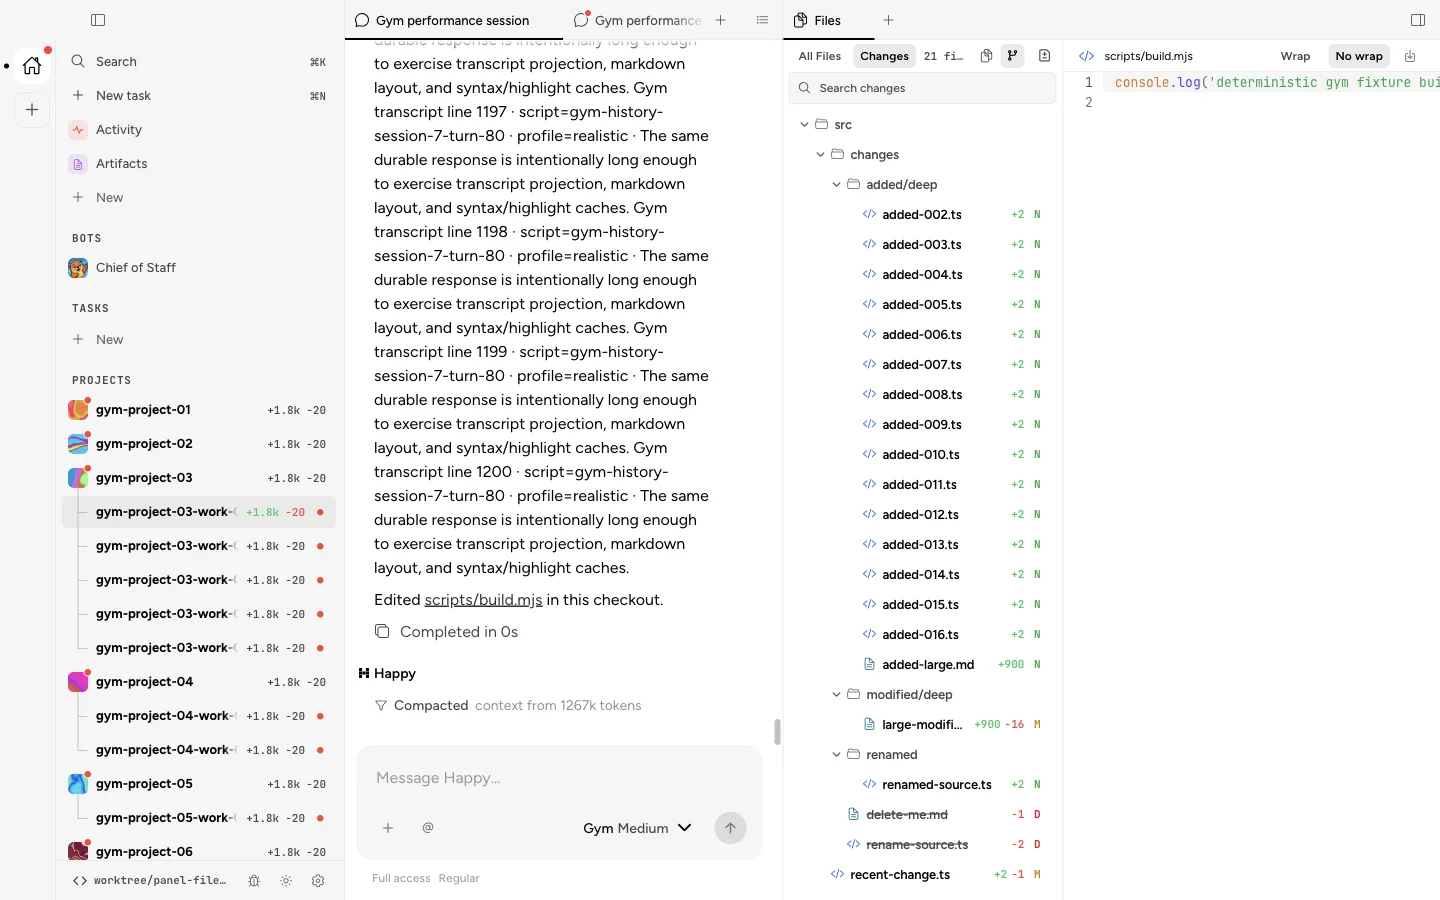 Search ⌘K
New task ⌘N
Activity
Artifacts
New
BOTS
Chief of Staff
TASKS
New
PROJECTS
gym-project-01 +1.8k -20
gym-project-02 +1.8k -20
gym-project-03 +1.8k -20
gym-project-03-work- +1.8k -20
gym-project-03-work- +1.8k -20
gym-project-03-work- +1.8k -20
gym-project-03-work- +1.8k -20
gym-project-03-work- +1.8k -20
gym-project-04 +1.8k -20
gym-project-04-work- +1.8k -20
gym-project-04-work- +1.8k -20
gym-project-05 +1.8k -20
gym-project-05-work- +1.8k -20
gym-project-06 +1.8k -20
worktree/panel-file…
Gym performance session
Gym performance
durable response is intentionally long enough
to exercise transcript projection, markdown
layout, and syntax/highlight caches. Gym
transcript line 1197 · script=gym-history-
session-7-turn-80 · profile=realistic · The same
durable response is intentionally long enough
to exercise transcript projection, markdown
layout, and syntax/highlight caches. Gym
transcript line 1198 · script=gym-history-
session-7-turn-80 · profile=realistic · The same
durable response is intentionally long enough
to exercise transcript projection, markdown
layout, and syntax/highlight caches. Gym
transcript line 1199 · script=gym-history-
session-7-turn-80 · profile=realistic · The same
durable response is intentionally long enough
to exercise transcript projection, markdown
layout, and syntax/highlight caches. Gym
transcript line 1200 · script=gym-history-
session-7-turn-80 · profile=realistic · The same
durable response is intentionally long enough
to exercise transcript projection, markdown
layout, and syntax/highlight caches.
Edited scripts/build.mjs in this checkout.
Completed in 0s
Happy
Compacted context from 1267k tokens
Message Happy...
@ Gym Medium
Full access Regular
Files
All Files Changes 21 fi…
Search changes
src
changes
added/deep
added-002.ts +2 N
added-003.ts +2 N
added-004.ts +2 N
added-005.ts +2 N
added-006.ts +2 N
added-007.ts +2 N
added-008.ts +2 N
added-009.ts +2 N
added-010.ts +2 N
added-011.ts +2 N
added-012.ts +2 N
added-013.ts +2 N
added-014.ts +2 N
added-015.ts +2 N
added-016.ts +2 N
added-large.md +900 N
modified/deep
large-modifi... +900 -16 M
renamed
renamed-source.ts +2 N
delete-me.md -1 D
rename-source.ts -2 D
recent-change.ts +2 -1 M
scripts/build.mjs Wrap No wrap
1 console.log('deterministic gym fixture bui
2